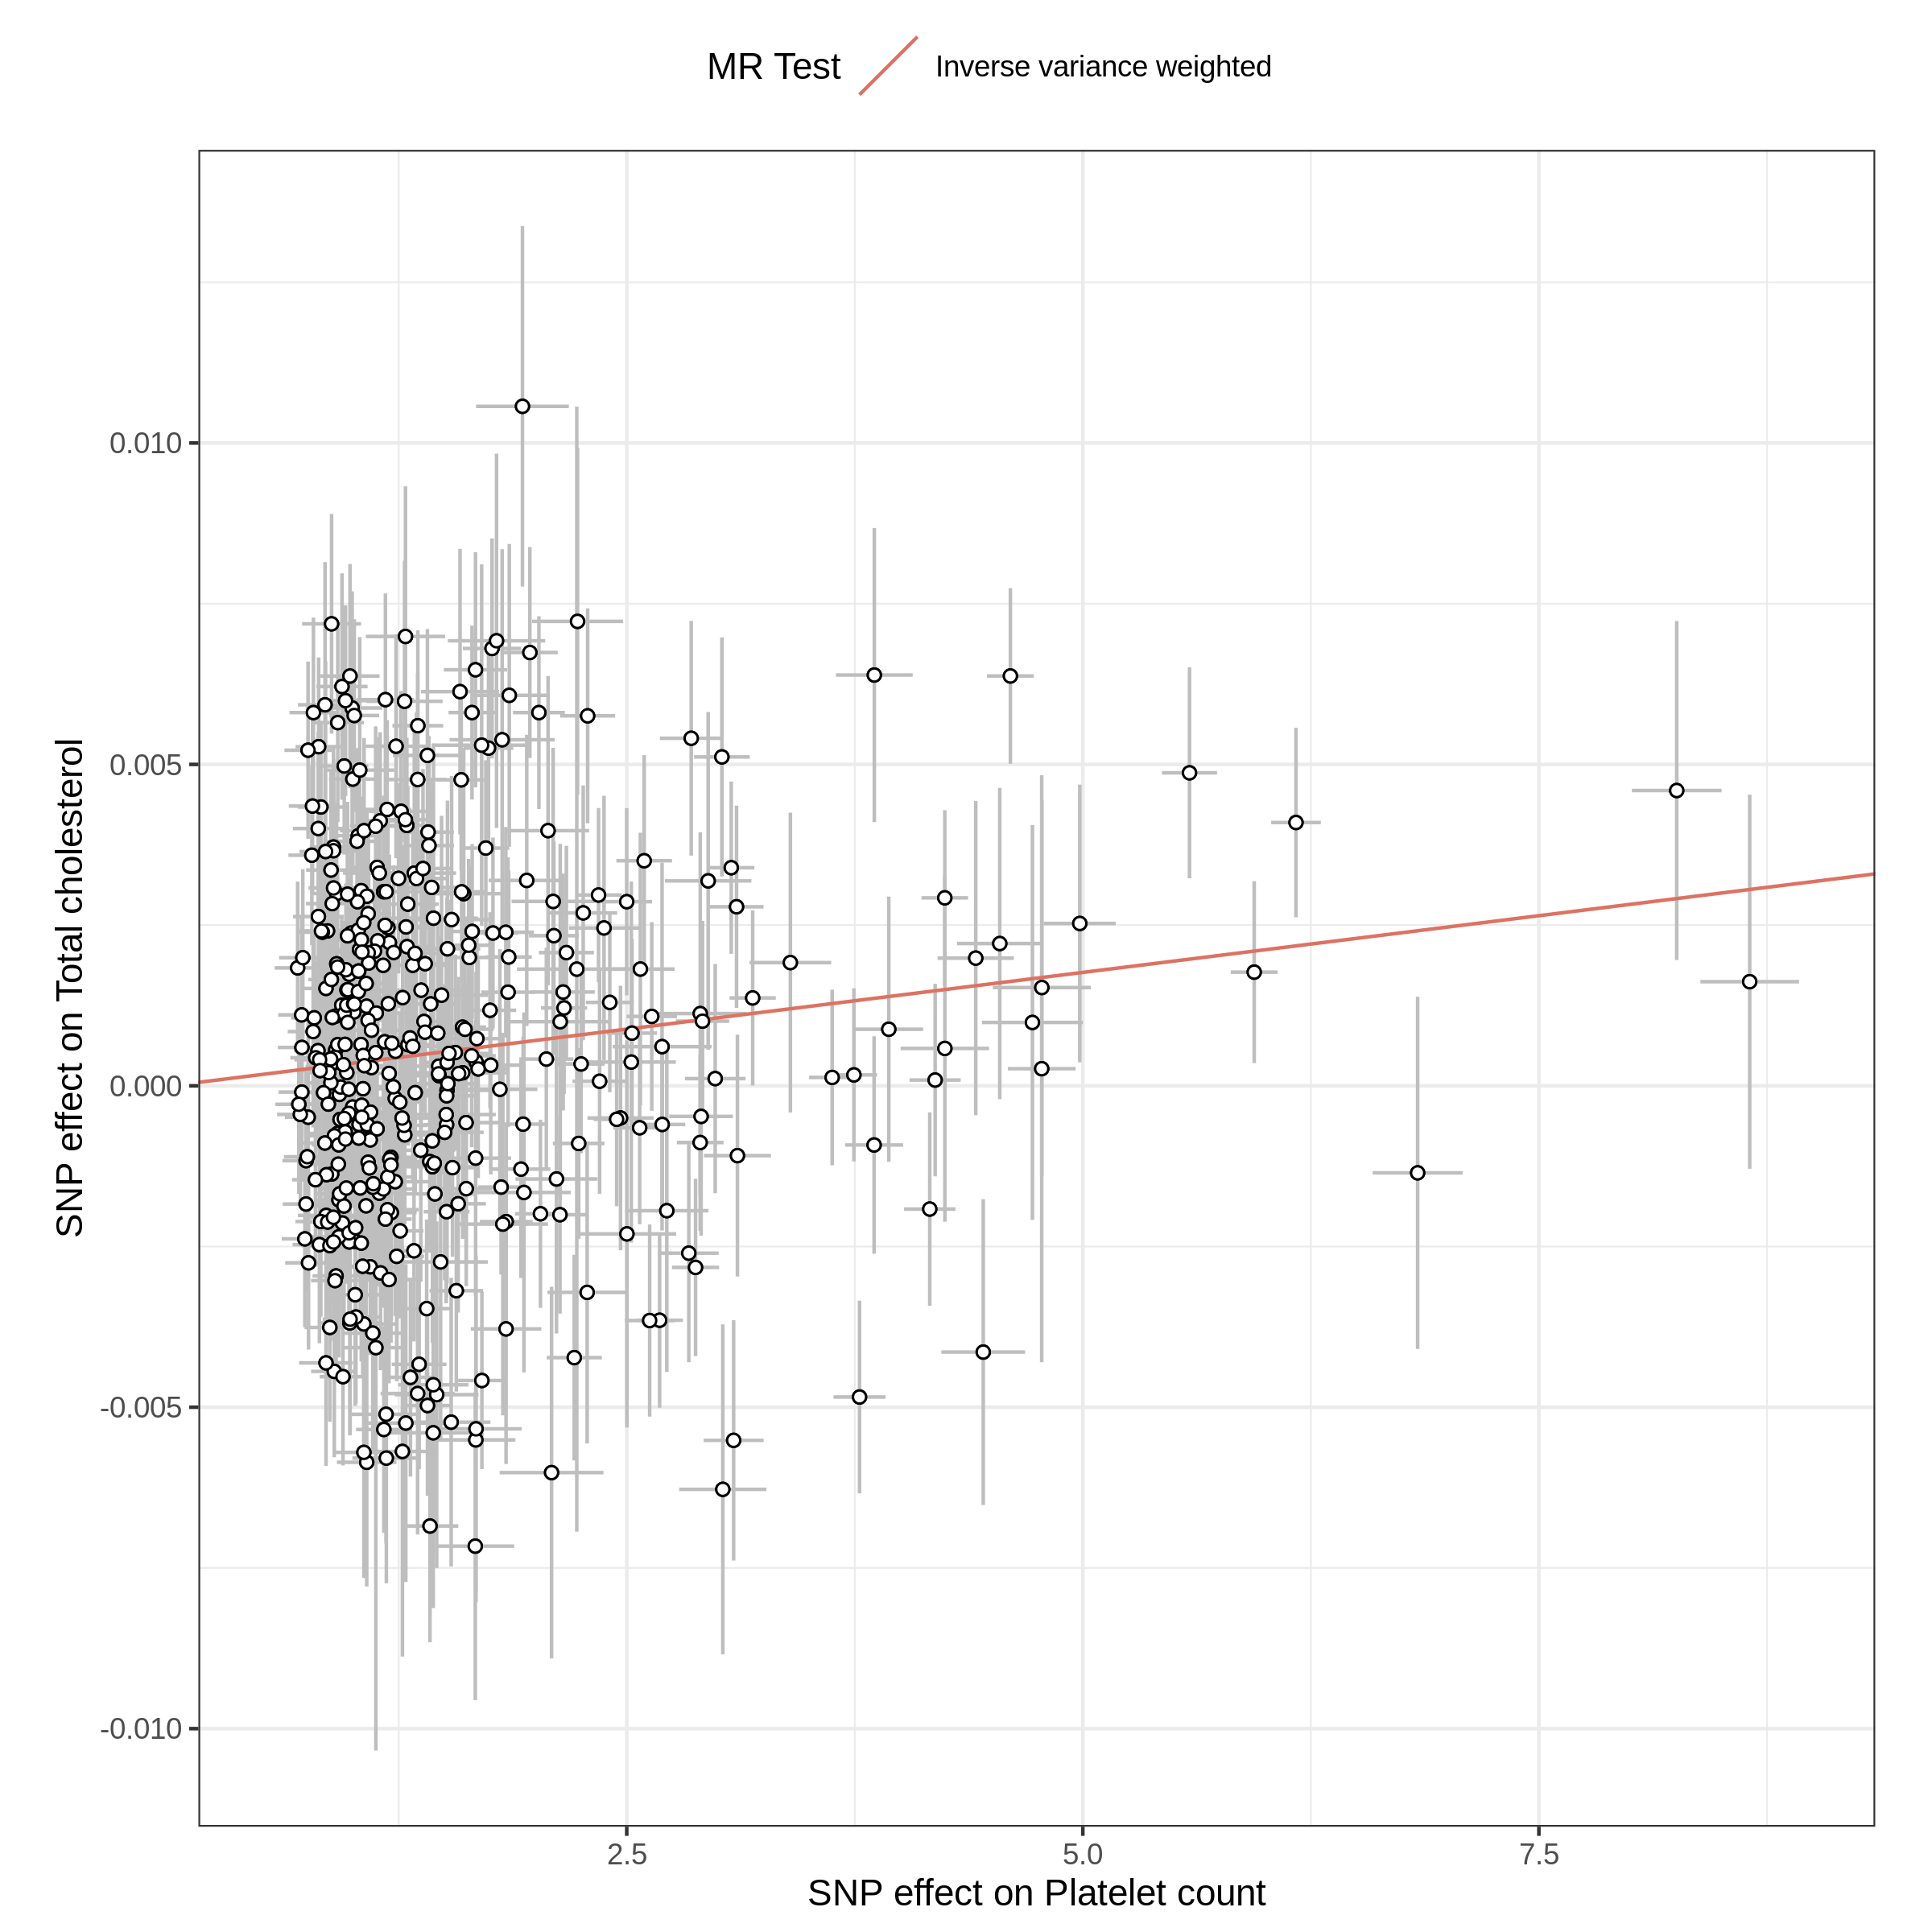 MR Test Inverse variance weighted
0.010
0.005
0.000
-0.005
-0.010
SNP effect on Total cholesterol
2.5 5.0 7.5
SNP effect on Platelet count